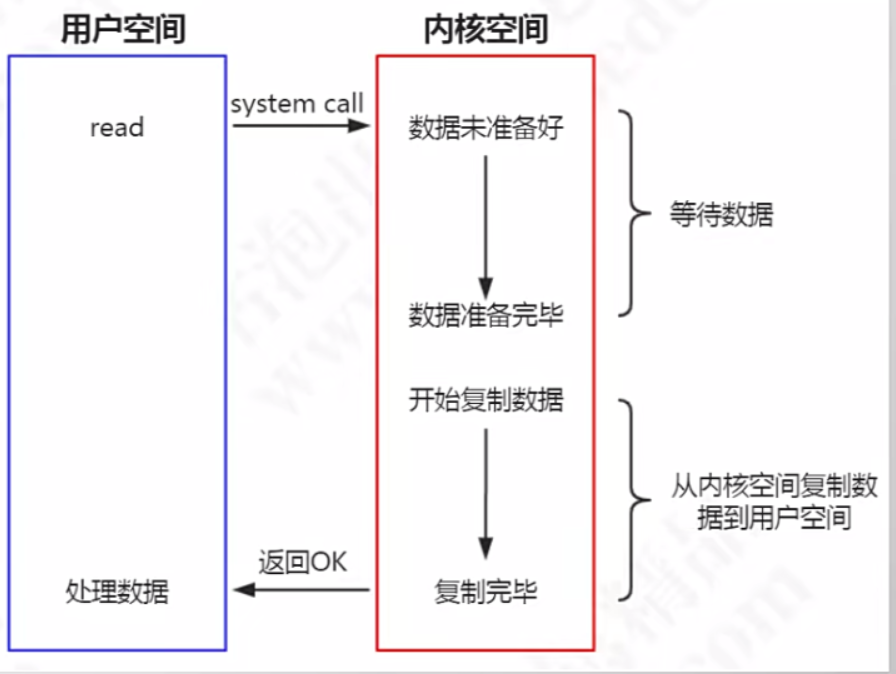 用户空间
内核空间
system call
read
数据未准备好
等待数据
数据准备完毕
开始复制数据
从内核空间复制数
据到用户空间
返回OK
处理数据
复制完毕